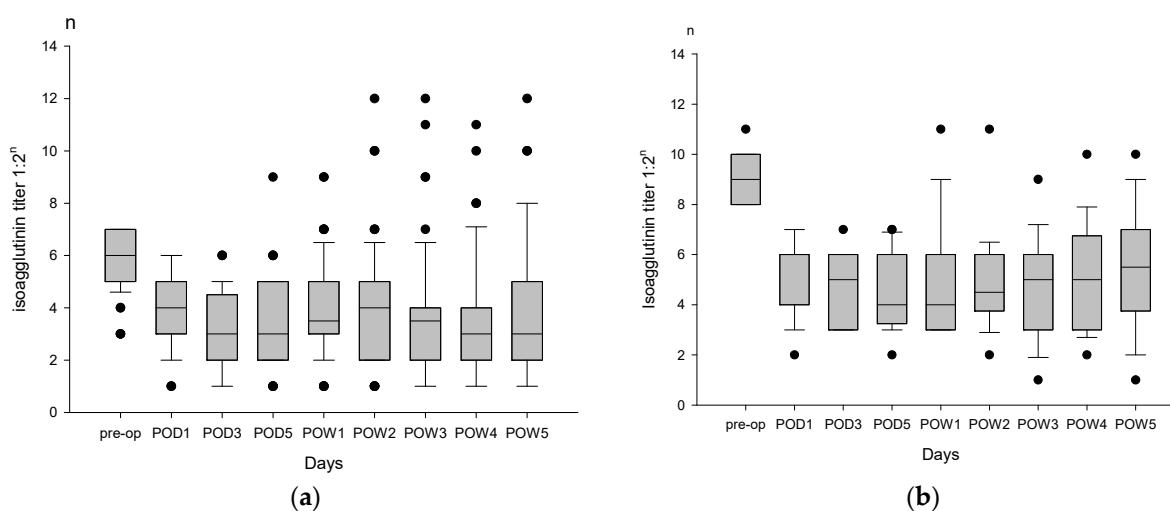 n
14
12
10
8
6
4
2
0
isoagglutinin titer 1:2ⁿ
pre-op POD1 POD3 POD5 POW1 POW2 POW3 POW4 POW5
Days
(a)
n
14
12
10
8
6
4
2
0
Isoagglutinin titer 1:2ⁿ
pre-op POD1 POD3 POD5 POW1 POW2 POW3 POW4 POW5
Days
(b)